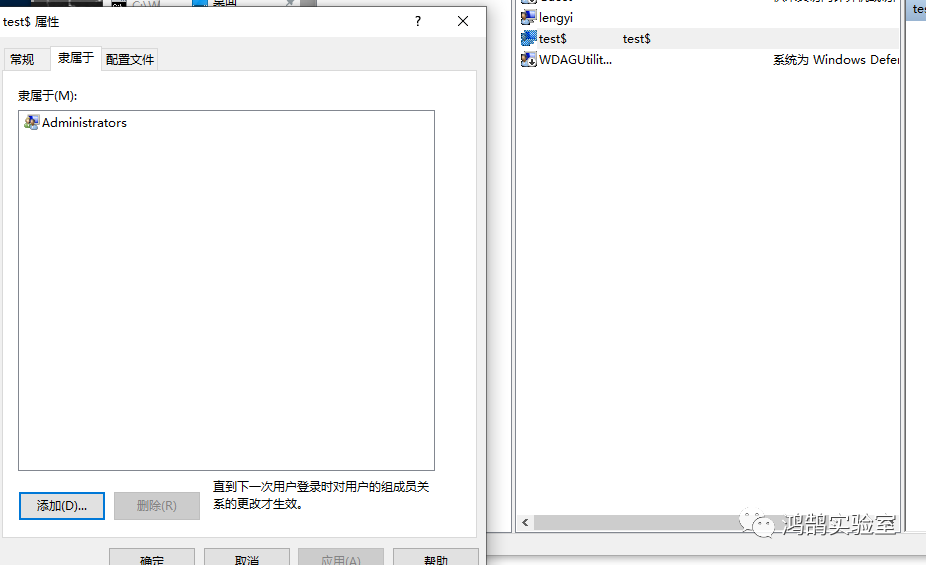 test$ 属性
常规
隶属于
配置文件
隶属于(M):
Administrators
添加(D)...
删除(R)
直到下一次用户登录时对用户的组成员关
系的更改才生效。
确定
取消
应用(A)
帮助
lengyi
test$ test$
WDAGUtilit... 系统为 Windows Defer
鸿鹄实验室